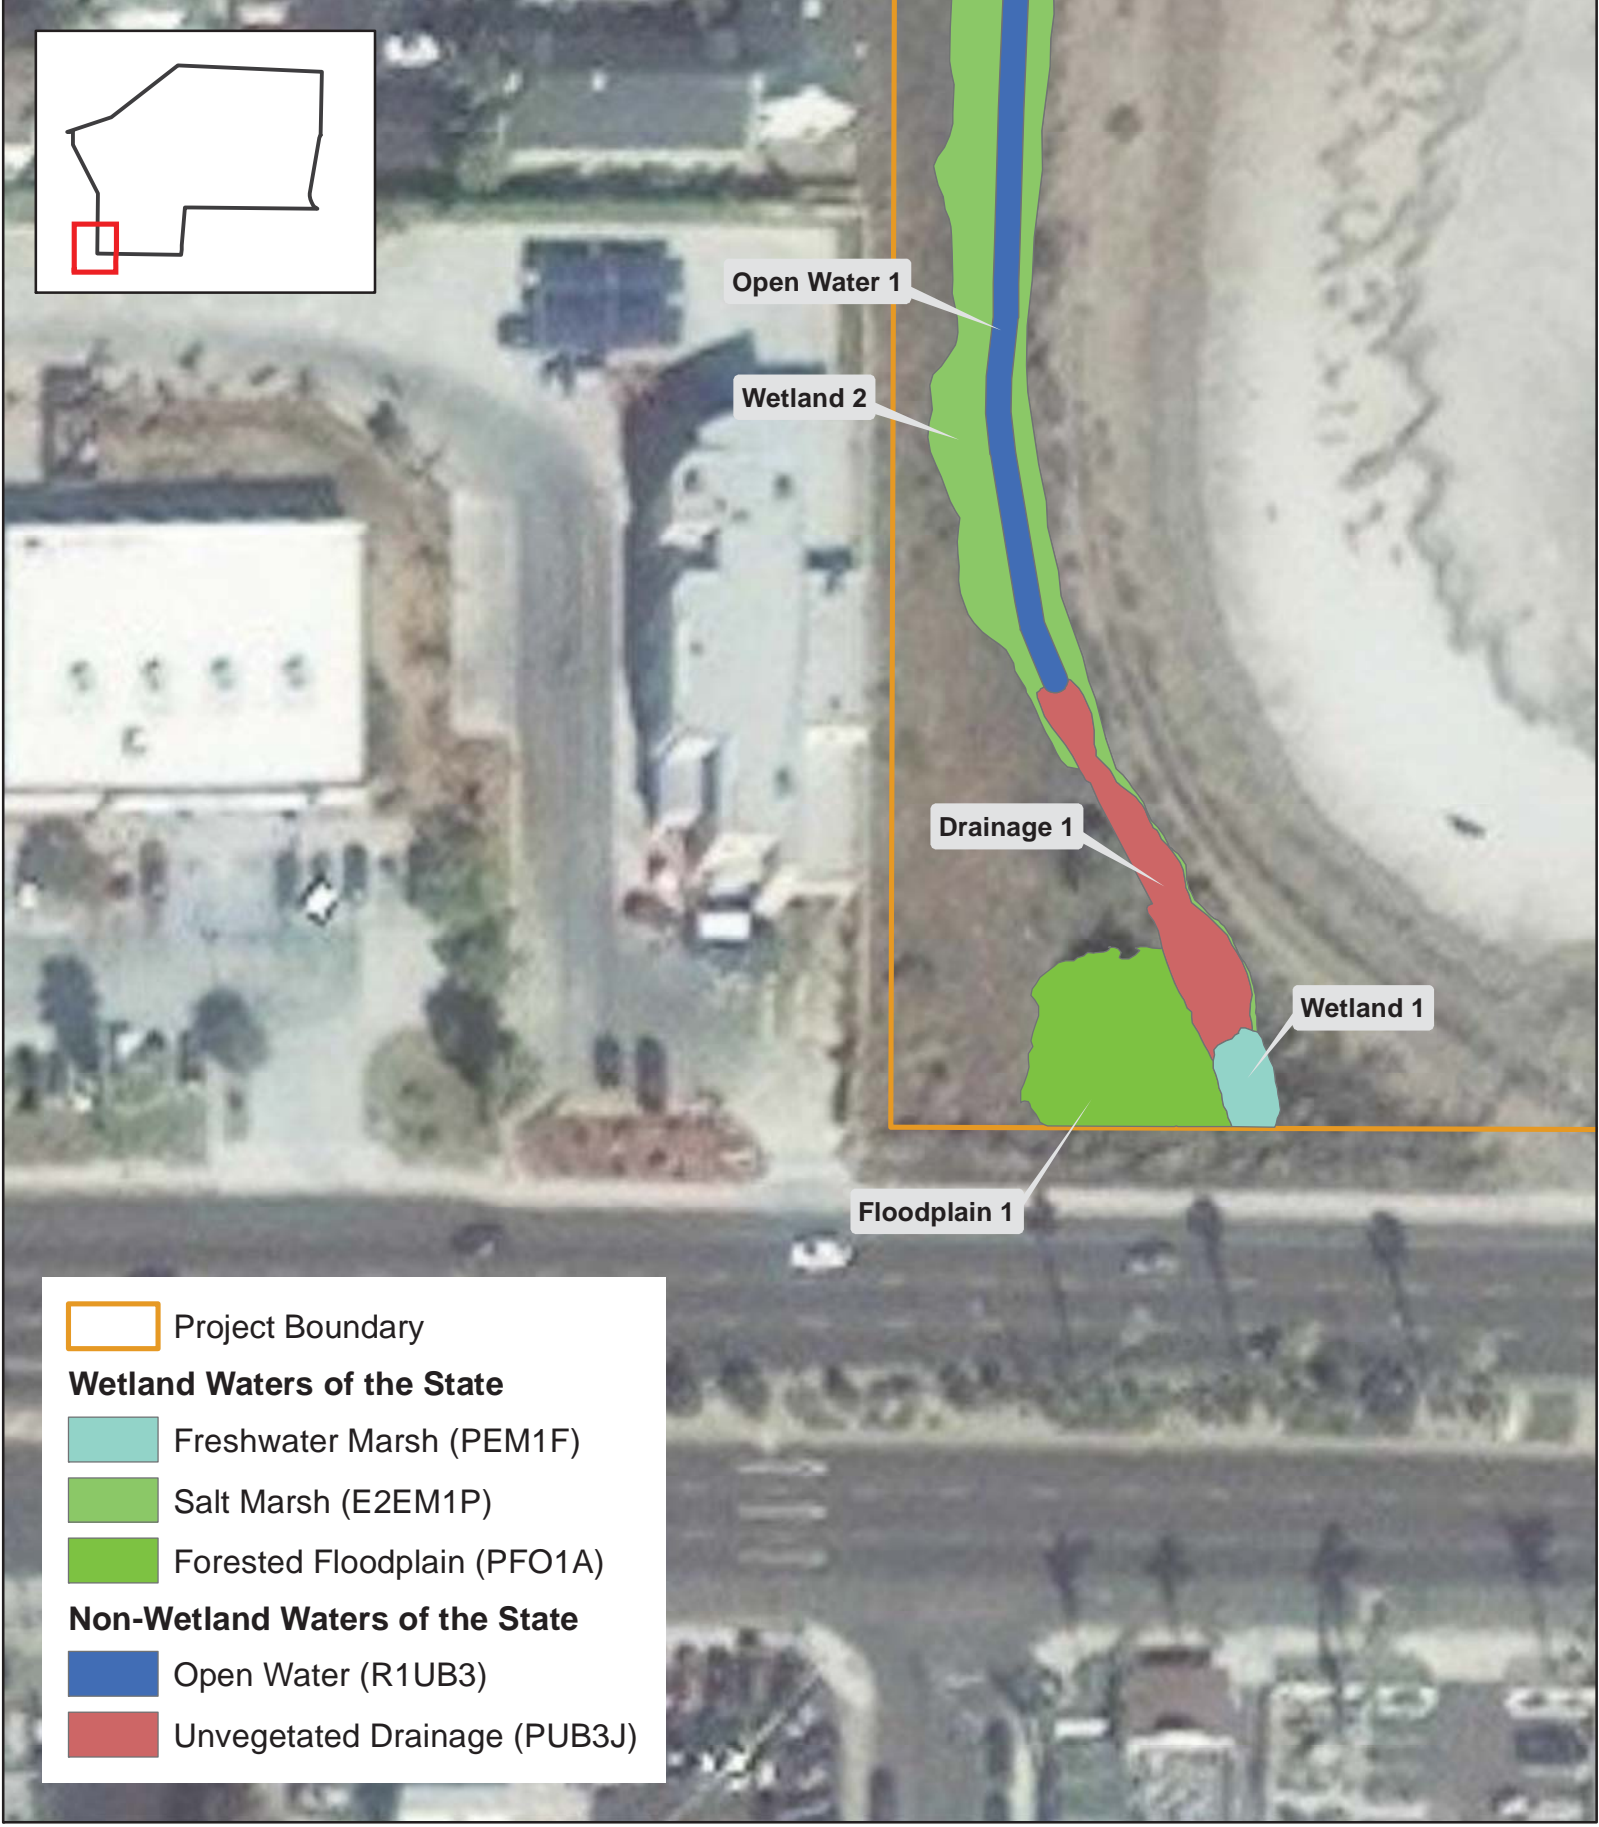 Open Water 1
Wetland 2
Drainage 1
Wetland 1
Floodplain 1
Project Boundary
Wetland Waters of the State
Freshwater Marsh (PEM1F)
Salt Marsh (E2EM1P)
Forested Floodplain (PFO1A)
Non-Wetland Waters of the State
Open Water (R1UB3)
Unvegetated Drainage (PUB3J)